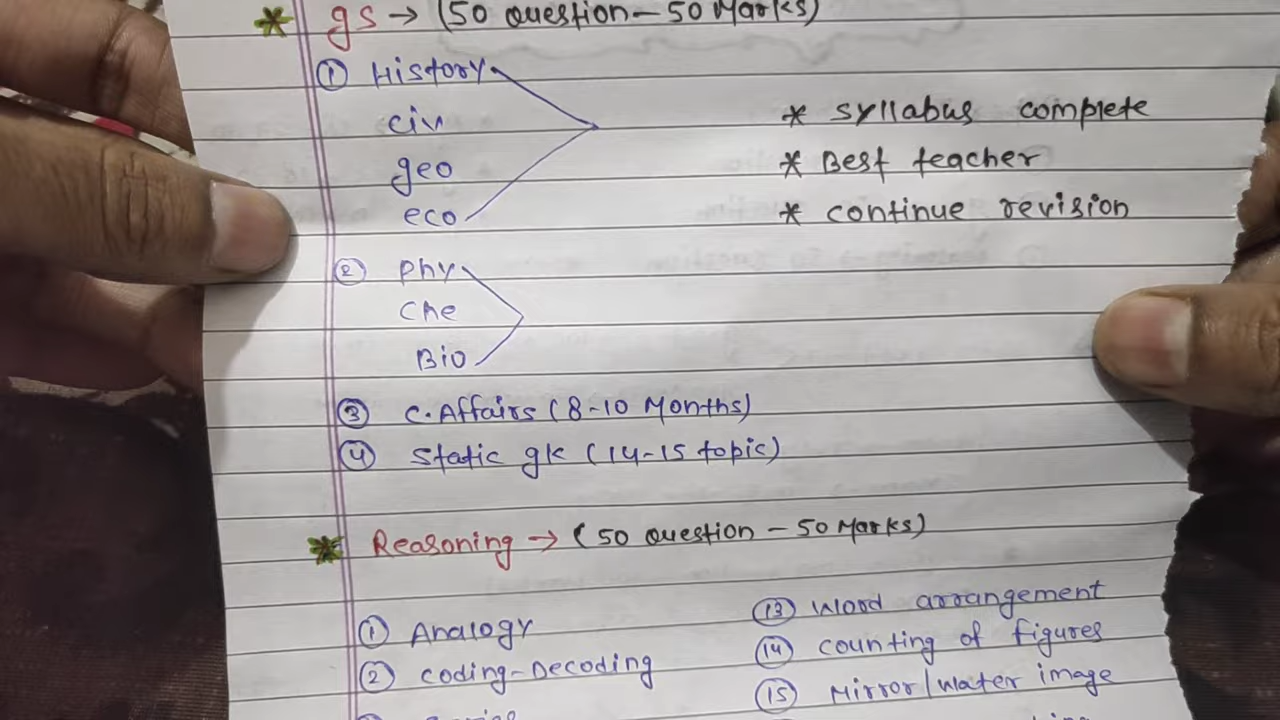 * gs → (50 question - 50 Marks)
① History
civ
geo
eco
* syllabus complete
* Best teacher
* continue revision
② Phy
Che
Bio
③ C. Affairs (8-10 Months)
④ Static gk (14-15 topic)
* Reasoning → (50 question - 50 Marks)
① Analogy
② Coding-Decoding
⑬ Word arrangement
⑭ counting of figures
⑮ Mirror/water image